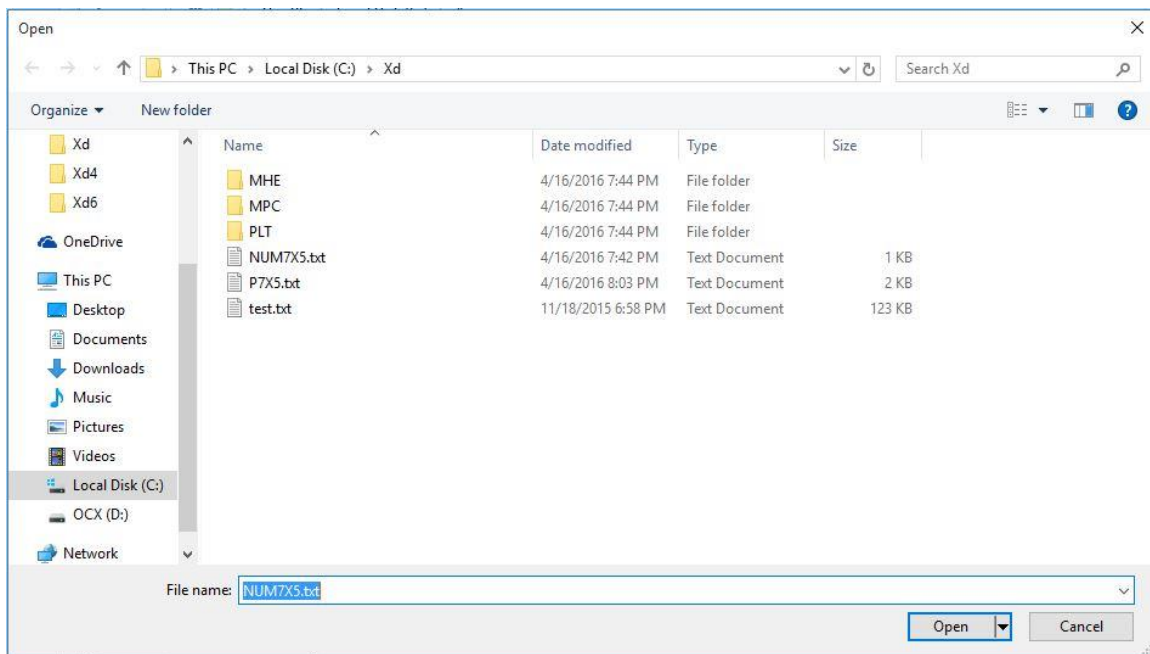 Open
This PC > Local Disk (C:) > Xd
Search Xd
Organize
New folder
Xd
Xd4
Xd6
OneDrive
This PC
Desktop
Documents
Downloads
Music
Pictures
Videos
Local Disk (C:)
OCX (D:)
Network
Name Date modified Type Size
MHE 4/16/2016 7:44 PM File folder
MPC 4/16/2016 7:44 PM File folder
PLT 4/16/2016 7:44 PM File folder
NUM7X5.txt 4/16/2016 7:42 PM Text Document 1 KB
P7X5.txt 4/16/2016 8:03 PM Text Document 2 KB
test.txt 11/18/2015 6:58 PM Text Document 123 KB
File name: NUM7X5.txt
Open Cancel